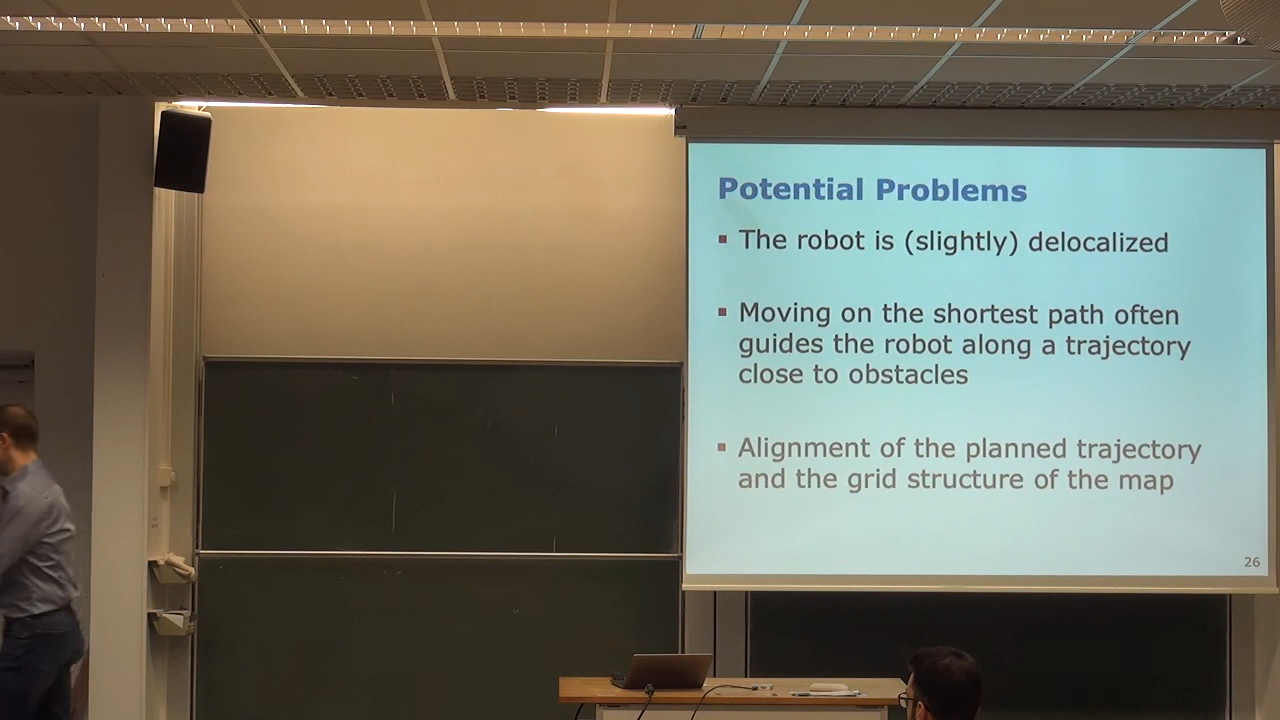 Potential Problems
▪ The robot is (slightly) delocalized
▪ Moving on the shortest path often
guides the robot along a trajectory
close to obstacles
▪ Alignment of the planned trajectory
and the grid structure of the map
26